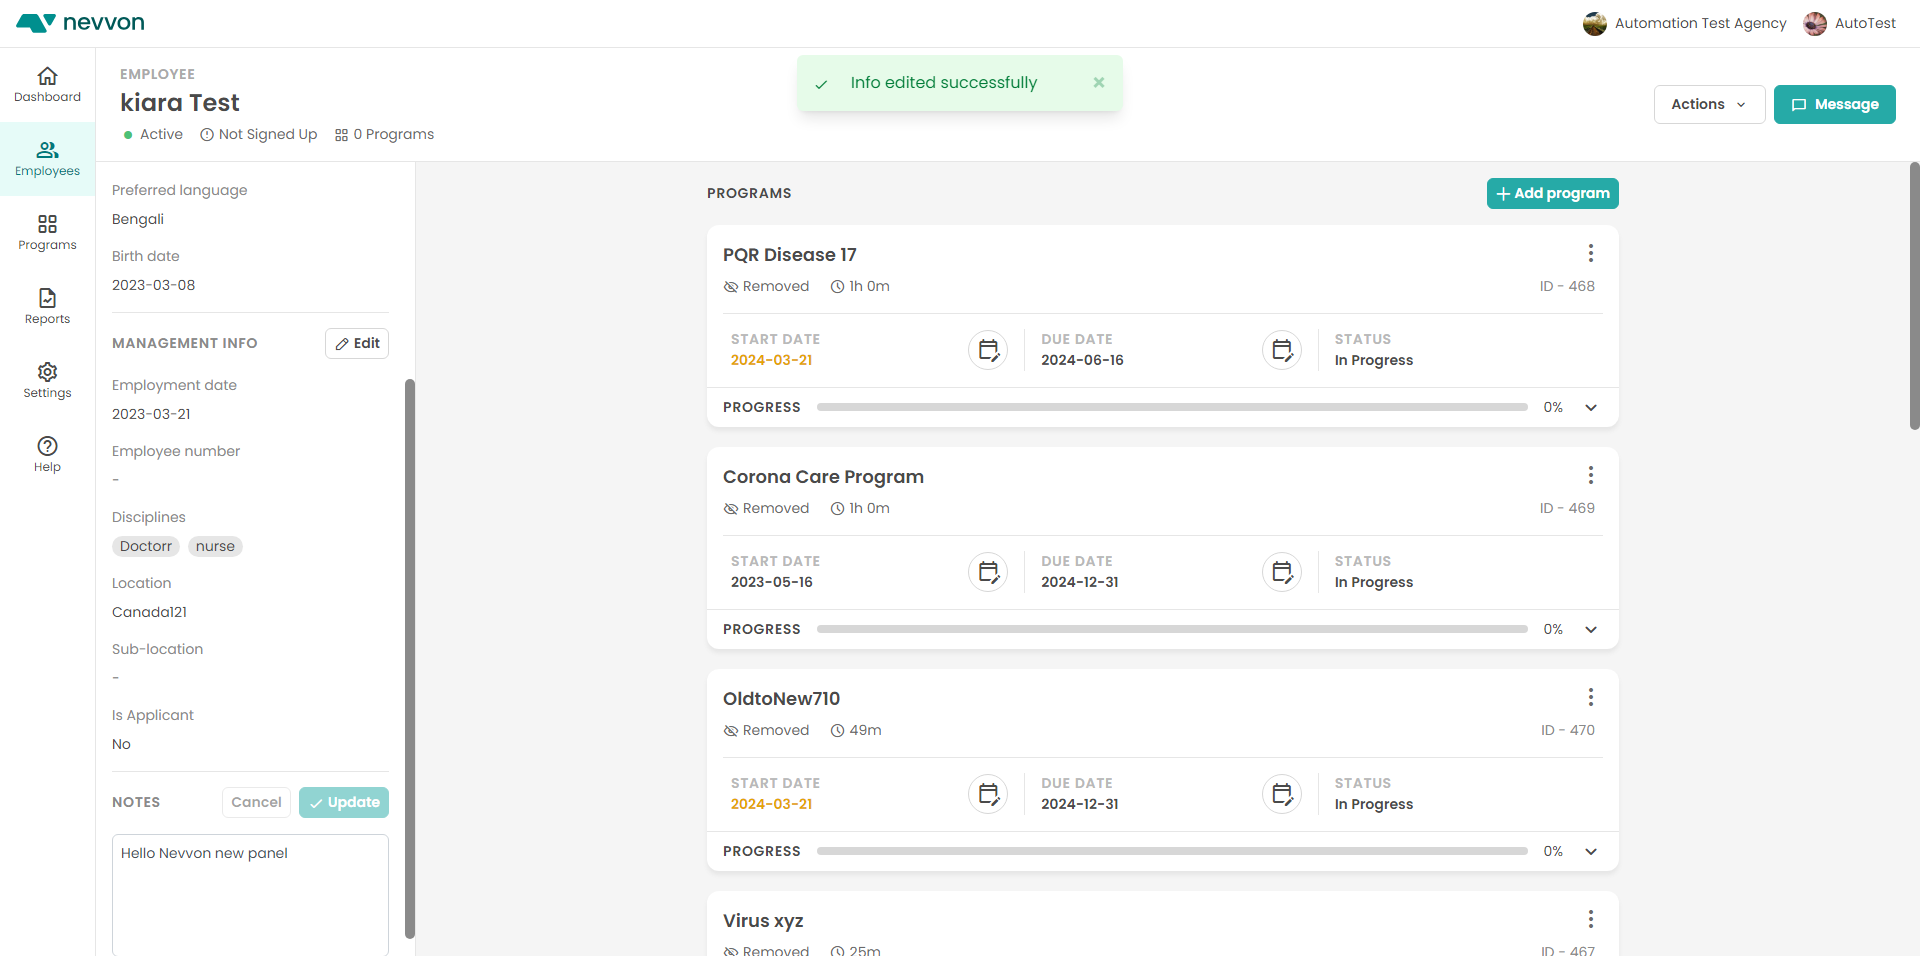 nevvon
Automation Test Agency
AutoTest
Dashboard
Employees
Programs
Reports
Settings
Help
EMPLOYEE
kiara Test
Active
Not Signed Up
0 Programs
Info edited successfully
Actions
Message
Preferred language
Bengali
Birth date
2023-03-08
MANAGEMENT INFO
Edit
Employment date
2023-03-21
Employee number
-
Disciplines
Doctorr nurse
Location
Canada121
Sub-location
-
Is Applicant
No
NOTES
Cancel
Update
Hello Nevvon new panel
PROGRAMS
Add program
PQR Disease 17
Removed 1h 0m ID - 468
START DATE DUE DATE STATUS
2024-03-21 2024-06-16 In Progress
PROGRESS 0%
Corona Care Program
Removed 1h 0m ID - 469
START DATE DUE DATE STATUS
2023-05-16 2024-12-31 In Progress
PROGRESS 0%
OldtoNew710
Removed 49m ID - 470
START DATE DUE DATE STATUS
2024-03-21 2024-12-31 In Progress
PROGRESS 0%
Virus xyz
Removed 25m ID - 467